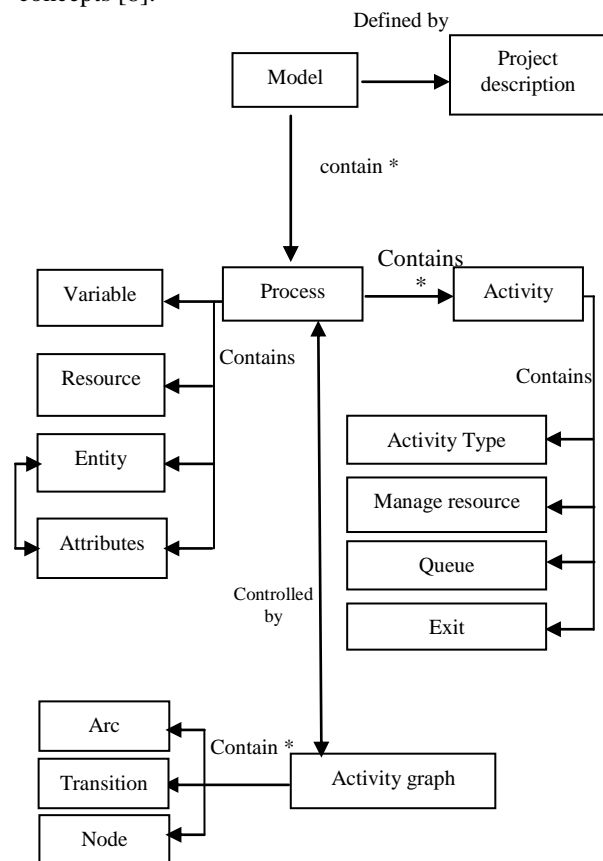 concepts [8].
Defined by
Model
Project
description
contain *
Contains
*
Variable
Process
Activity
Contains
Contains
Resource
Activity Type
Entity
Manage resource
Attributes
Queue
Controlled
by
Exit
Arc
Contain *
Transition
Activity graph
Node